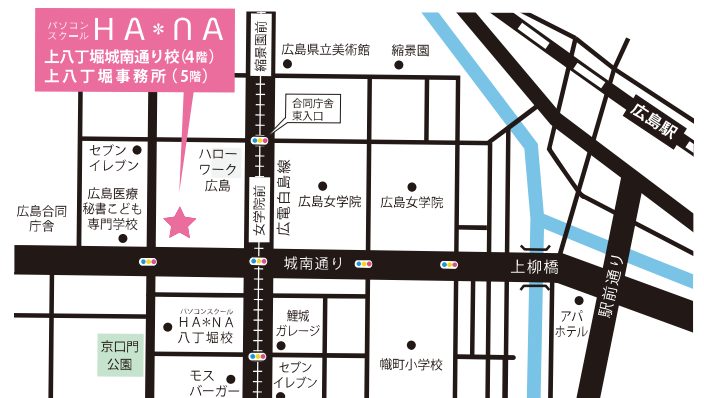 パソコン
スクール HA*NA
上八丁堀城南通り校(4階)
上八丁堀事務所(5階)
縮景園前
広島県立美術館
縮景園
合同庁舎
東入口
広島駅
セブン
イレブン
ハロー
ワーク
広島
広島医療
秘書こども
専門学校
広島合同
庁舎
女学院前
広電白島線
広島女学院
広島女学院
城南通り
上柳橋
駅前通り
アパ
ホテル
パソコンスクール
HA*NA
八丁堀校
鯉城
ガレージ
京口門
公園
幟町小学校
モス
バーガー
セブン
イレブン